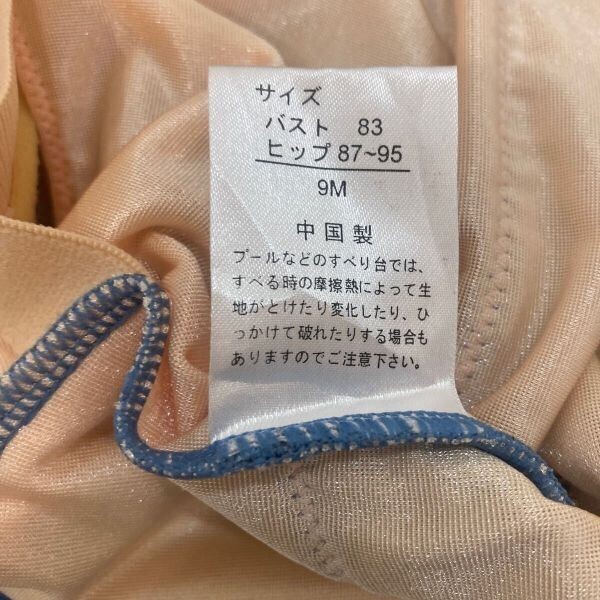 サイズ
バスト 83
ヒップ 87~95
9M
中国製
プールなどのすべり台では、
すべる時の摩擦熱によって生
地がとけたり変化したり、ひ
っかけて破れたりする場合も
ありますのでご注意下さい。